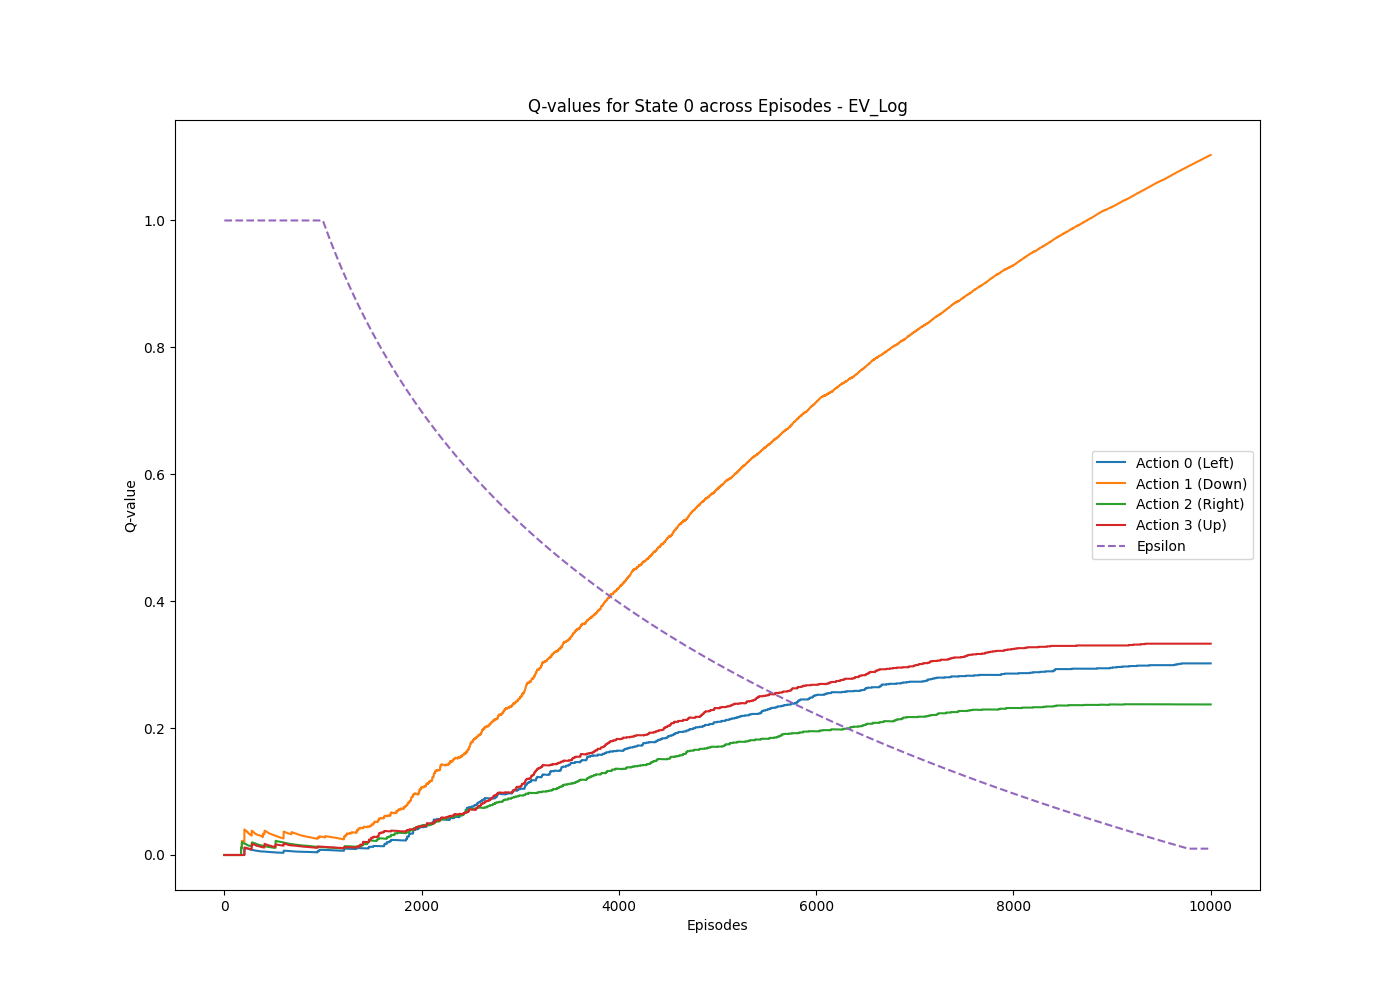 Q-values for State 0 across Episodes - EV_Log
Q-value
1.0
0.8
0.6
0.4
0.2
0.0
Action 0 (Left)
Action 1 (Down)
Action 2 (Right)
Action 3 (Up)
Epsilon
0 2000 4000 6000 8000 10000
Episodes